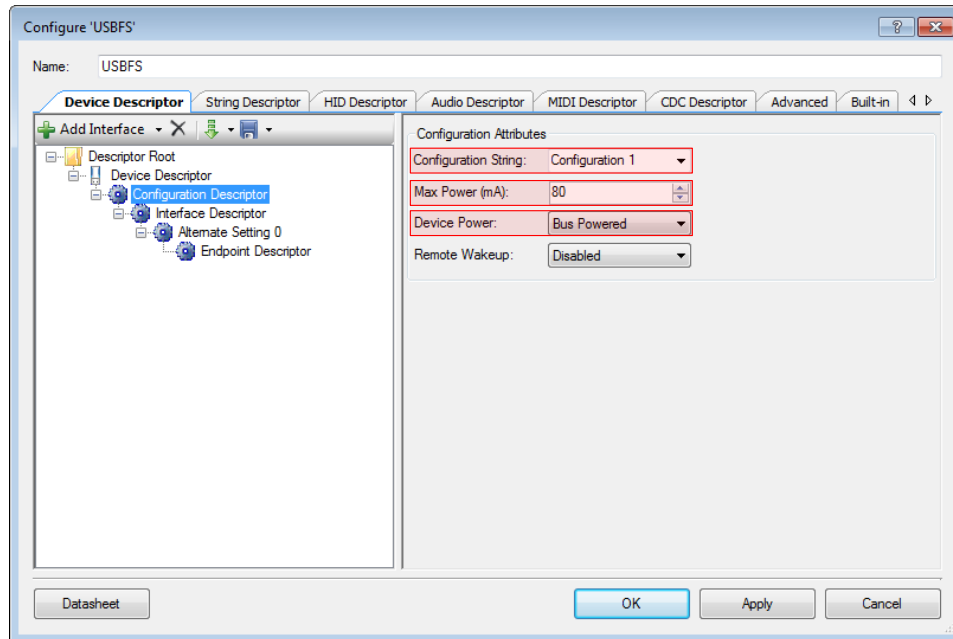 Configure 'USBFS'
Name: USBFS
Device Descriptor String Descriptor HID Descriptor Audio Descriptor MIDI Descriptor CDC Descriptor Advanced Built-in
Add Interface
Descriptor Root
Device Descriptor
Configuration Descriptor
Interface Descriptor
Alternate Setting 0
Endpoint Descriptor
Configuration Attributes
Configuration String: Configuration 1
Max Power (mA): 80
Device Power: Bus Powered
Remote Wakeup: Disabled
Datasheet OK Apply Cancel